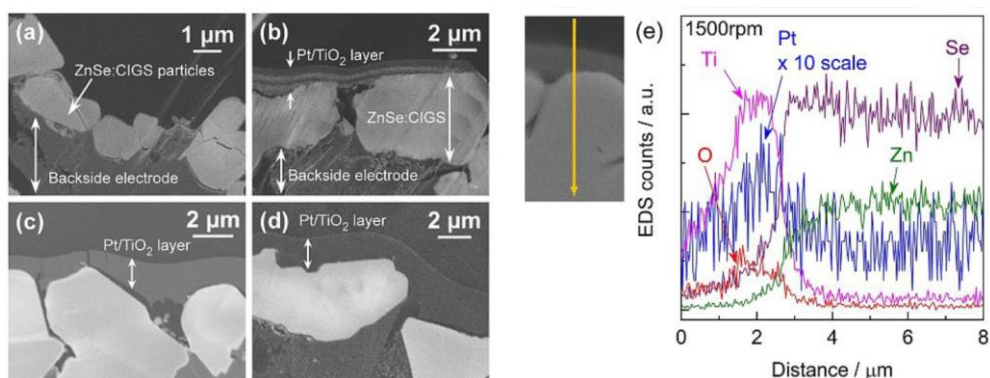 (a)
1 μm
ZnSe:CIGS
particles
Backside electrode
(b)
2 μm
Pt/TiO₂ layer
ZnSe:CIGS
Backside electrode
(c)
2 μm
Pt/TiO₂ layer
(d)
2 μm
Pt/TiO₂ layer
(e)
1500rpm
Ti
Pt
x 10 scale
Se
O
Zn
EDS counts / a.u.
0
2
4
6
8
Distance / μm